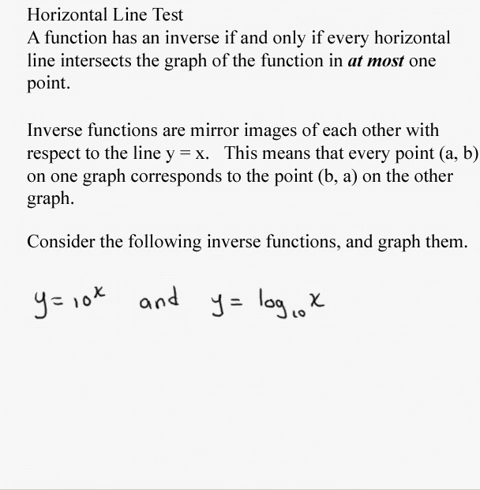 Horizontal Line Test
A function has an inverse if and only if every horizontal
line intersects the graph of the function in at most one
point.
Inverse functions are mirror images of each other with
respect to the line y = x.   This means that every point (a, b)
on one graph corresponds to the point (b, a) on the other
graph.
Consider the following inverse functions, and graph them.
y = 10ˣ and y = log₁₀ x